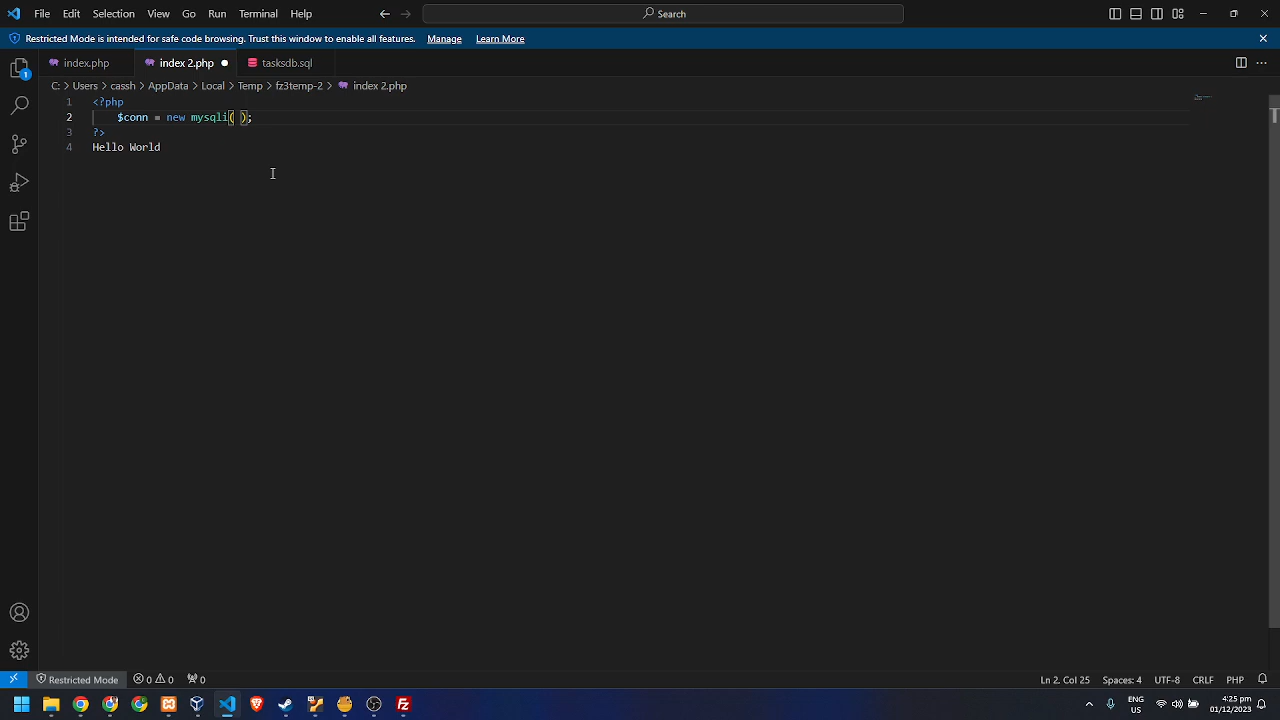 File Edit Selection View Go Run Terminal Help Search
Restricted Mode is intended for safe code browsing. Trust this window to enable all features. Manage Learn More
index.php index 2.php tasksdb.sql
C: > Users > cassh > AppData > Local > Temp > fz3temp-2 > index 2.php
1 <?php
2 $conn = new mysqli( );
3 ?>
4 Hello World
1
Restricted Mode 0 0 0 Ln 2, Col 25 Spaces: 4 UTF-8 CRLF PHP
ENG US 4:25 pm 01/12/2023